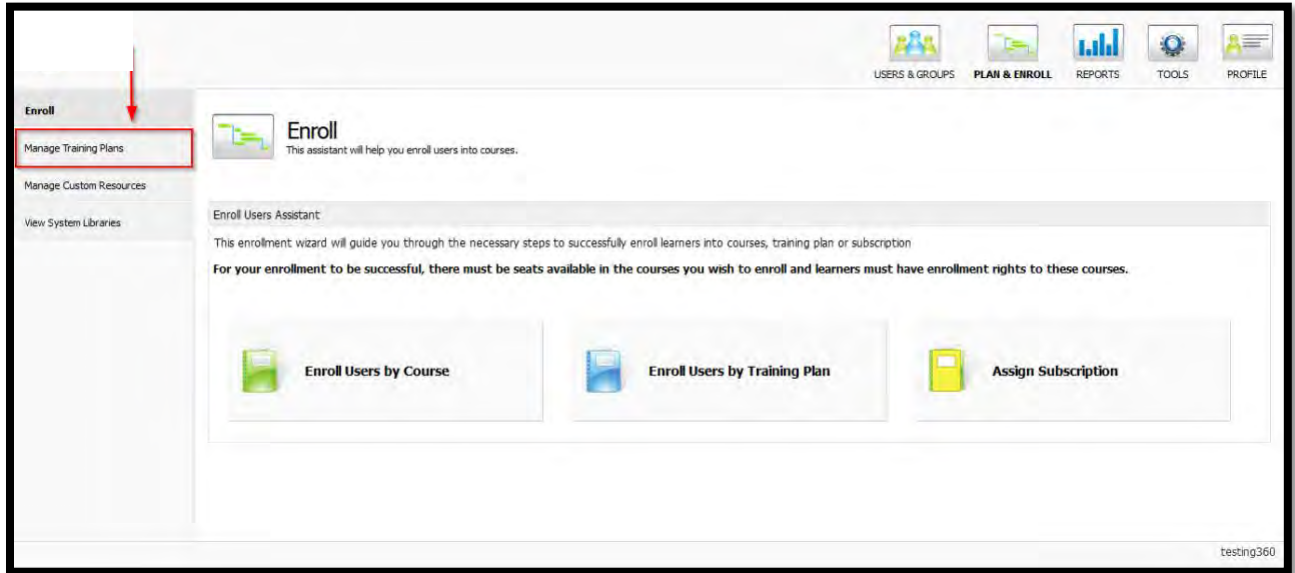 USERS & GROUPS PLAN & ENROLL REPORTS TOOLS PROFILE
Enroll
Manage Training Plans
Manage Custom Resources
View System Libraries
Enroll
This assistant will help you enroll users into courses.
Enroll Users Assistant
This enrollment wizard will guide you through the necessary steps to successfully enroll learners into courses, training plan or subscription
For your enrollment to be successful, there must be seats available in the courses you wish to enroll and learners must have enrollment rights to these courses.
Enroll Users by Course
Enroll Users by Training Plan
Assign Subscription
testing360